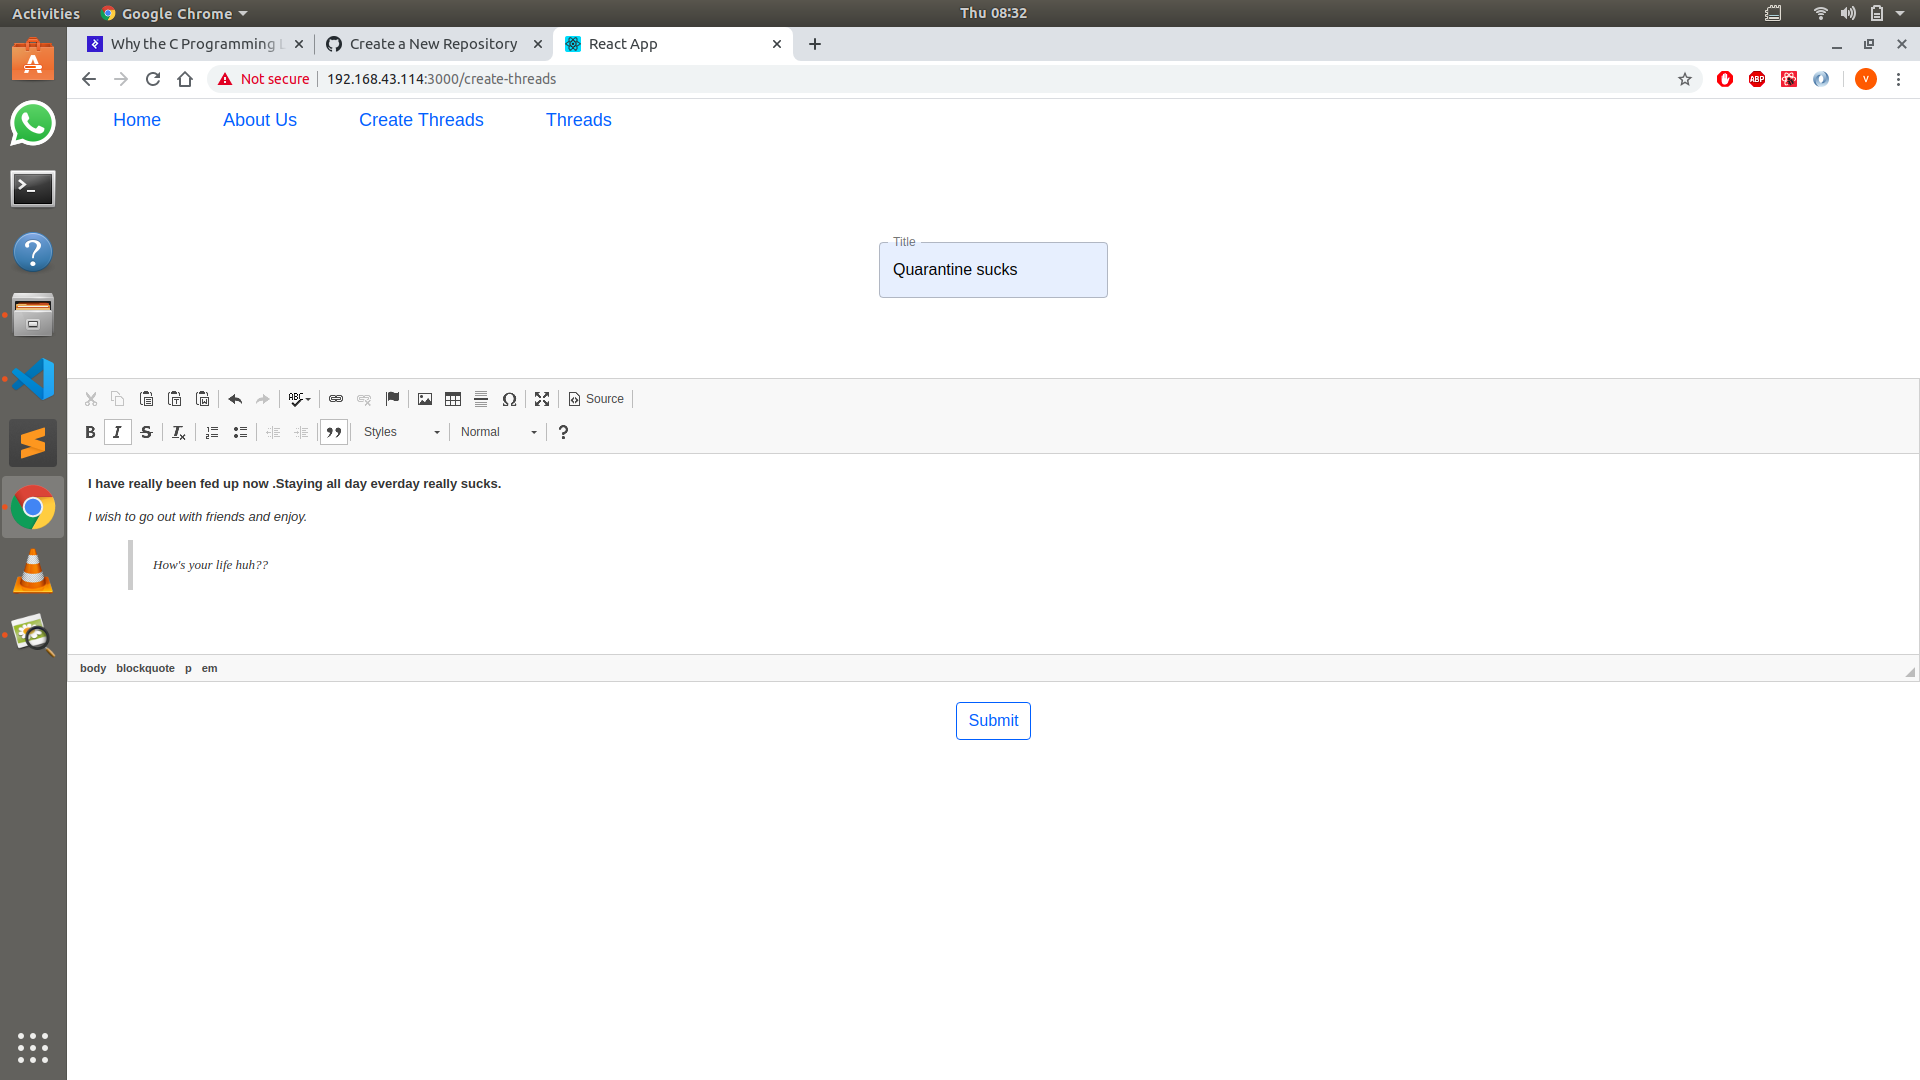 Activities Google Chrome Thu 08:32
Why the C Programming L Create a New Repository React App
Not secure 192.168.43.114:3000/create-threads ABP V
Home About Us Create Threads Threads
Title
Quarantine sucks
ABC Source
B I S Tx Styles Normal ?
I have really been fed up now .Staying all day everday really sucks.
I wish to go out with friends and enjoy.
How's your life huh??
body blockquote p em
Submit